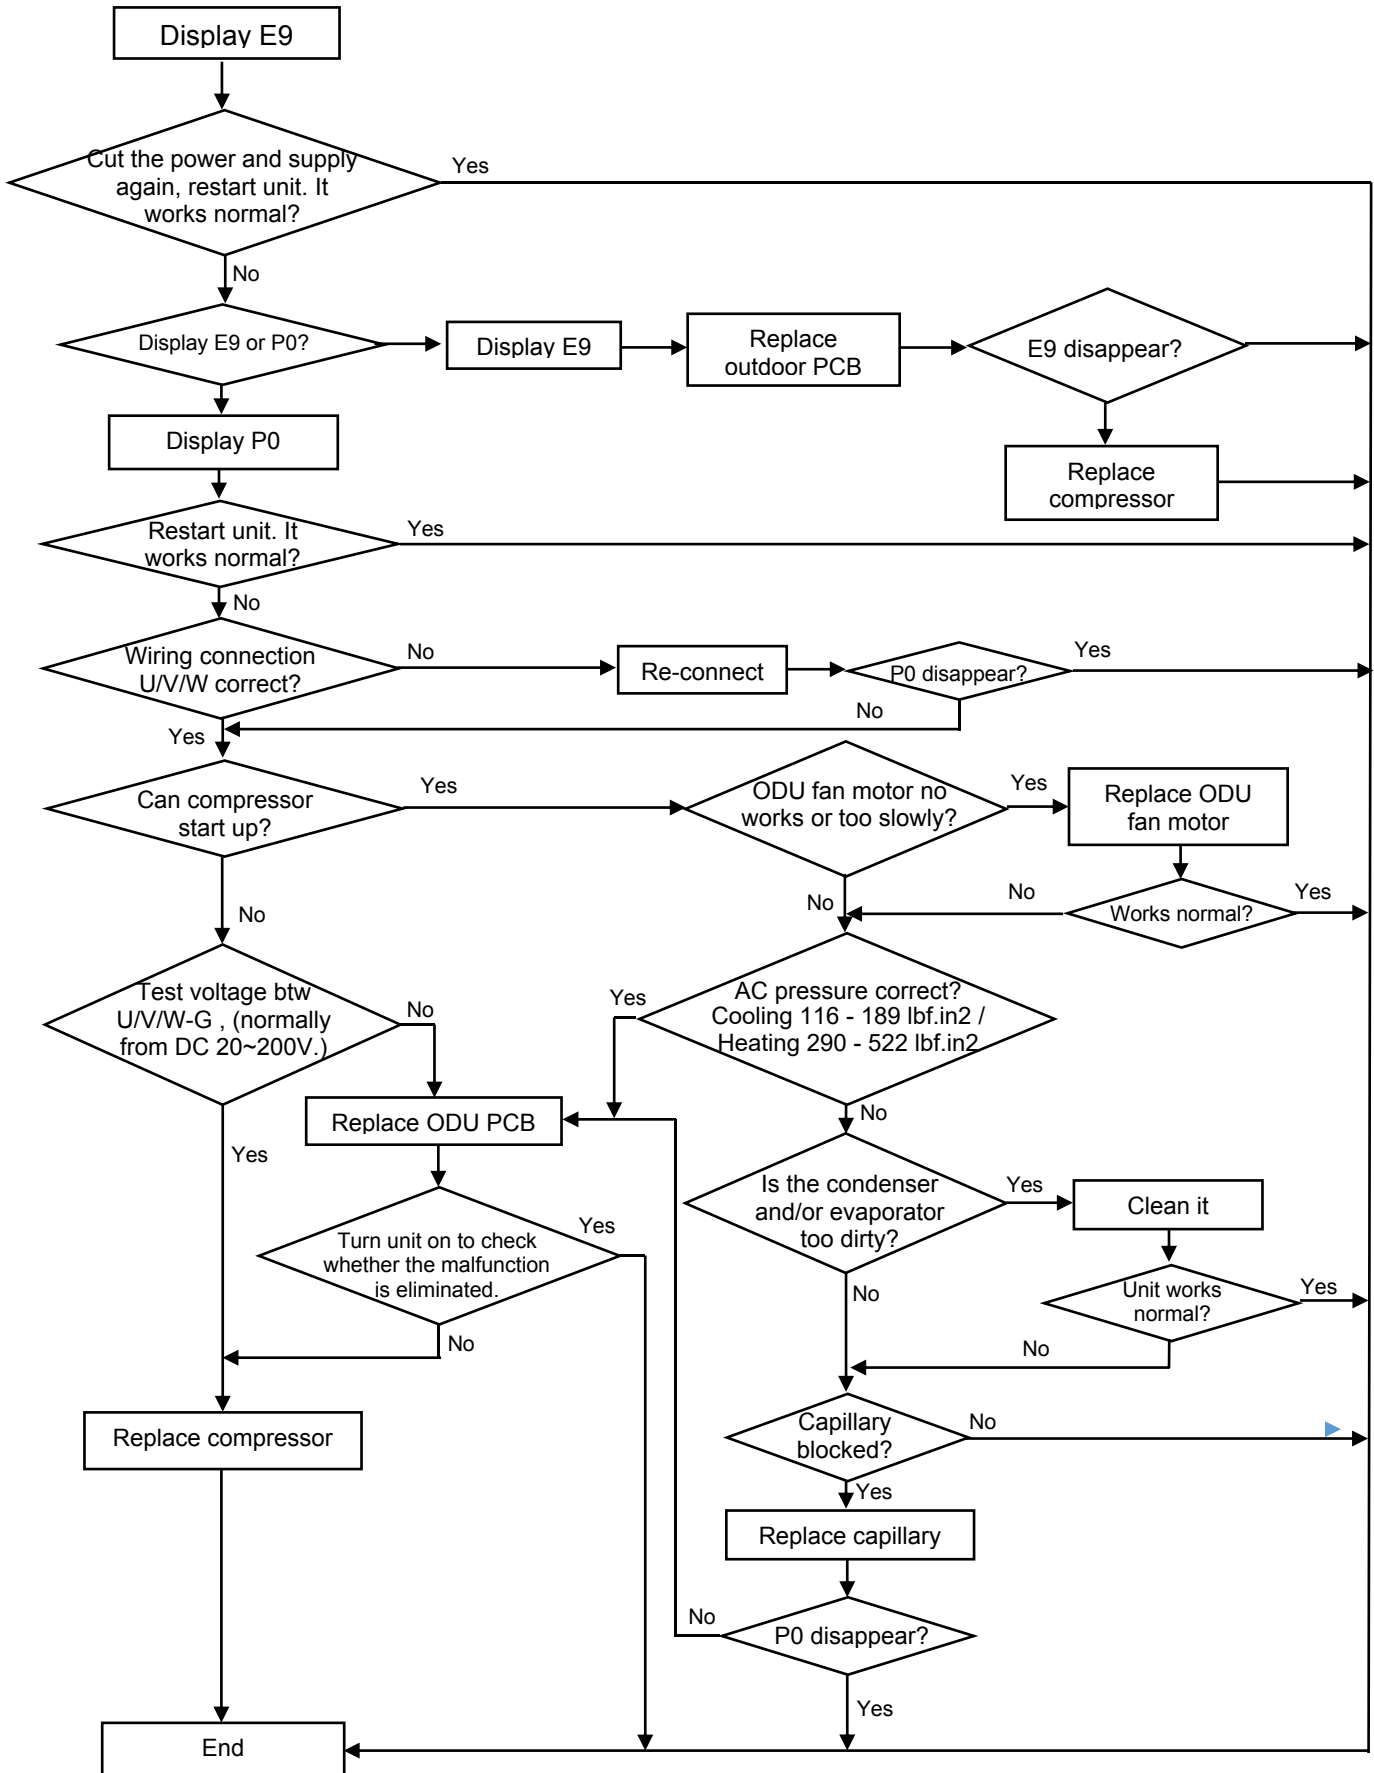 Display E9
Cut the power and supply
again, restart unit. It
works normal?
Yes
No
Display E9 or P0?
Display E9
Replace
outdoor PCB
E9 disappear?
Replace
compressor
Display P0
Restart unit. It
works normal?
Yes
No
Wiring connection
U/V/W correct?
No
Re-connect
P0 disappear?
Yes
No
Yes
Can compressor
start up?
Yes
ODU fan motor no
works or too slowly?
Yes
Replace ODU
fan motor
No
No
Works normal?
Yes
No
Test voltage btw
U/V/W-G , (normally
from DC 20~200V.)
No
Yes
AC pressure correct?
Cooling 116 - 189 lbf.in2 /
Heating 290 - 522 lbf.in2
No
Replace ODU PCB
Yes
Turn unit on to check
whether the malfunction
is eliminated.
Yes
No
Is the condenser
and/or evaporator
too dirty?
Yes
Clean it
No
Unit works
normal?
Yes
No
Replace compressor
Capillary
blocked?
No
Yes
Replace capillary
No
P0 disappear?
Yes
End